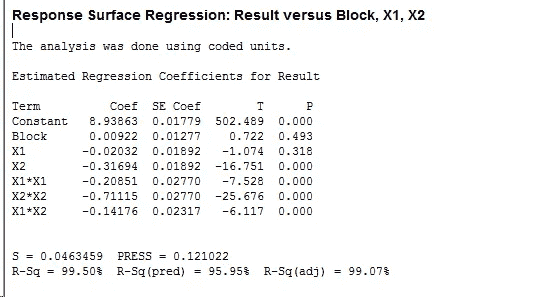 Response Surface Regression: Result versus Block, X1, X2
The analysis was done using coded units.
Estimated Regression Coefficients for Result
Term Coef SE Coef T P
Constant 8.93863 0.01779 502.489 0.000
Block 0.00922 0.01277 0.722 0.493
X1 -0.02032 0.01892 -1.074 0.318
X2 -0.31694 0.01892 -16.751 0.000
X1*X1 -0.20851 0.02770 -7.528 0.000
X2*X2 -0.71115 0.02770 -25.676 0.000
X1*X2 -0.14176 0.02317 -6.117 0.000
S = 0.0463459 PRESS = 0.121022
R-Sq = 99.50% R-Sq(pred) = 95.95% R-Sq(adj) = 99.07%